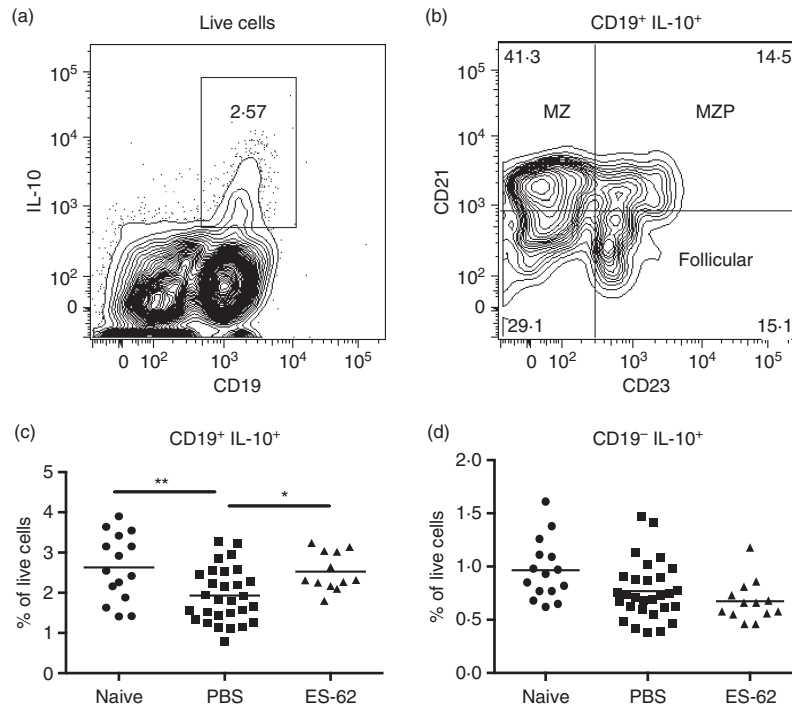 (a)
Live cells
10⁵
10⁴
10³
10²
0
IL-10
2·57
0 10² 10³ 10⁴ 10⁵
CD19
(b)
CD19⁺ IL-10⁺
10⁵
10⁴
10³
10²
0
CD21
41·3 14·5
MZ MZP
Follicular
29·1 15·1
0 10² 10³ 10⁴ 10⁵
CD23
(c)
CD19⁺ IL-10⁺
5
4
3
2
1
0
% of live cells
** *
Naive PBS ES-62
(d)
CD19⁻ IL-10⁺
2·0
1·5
1·0
0·5
0·0
% of live cells
Naive PBS ES-62